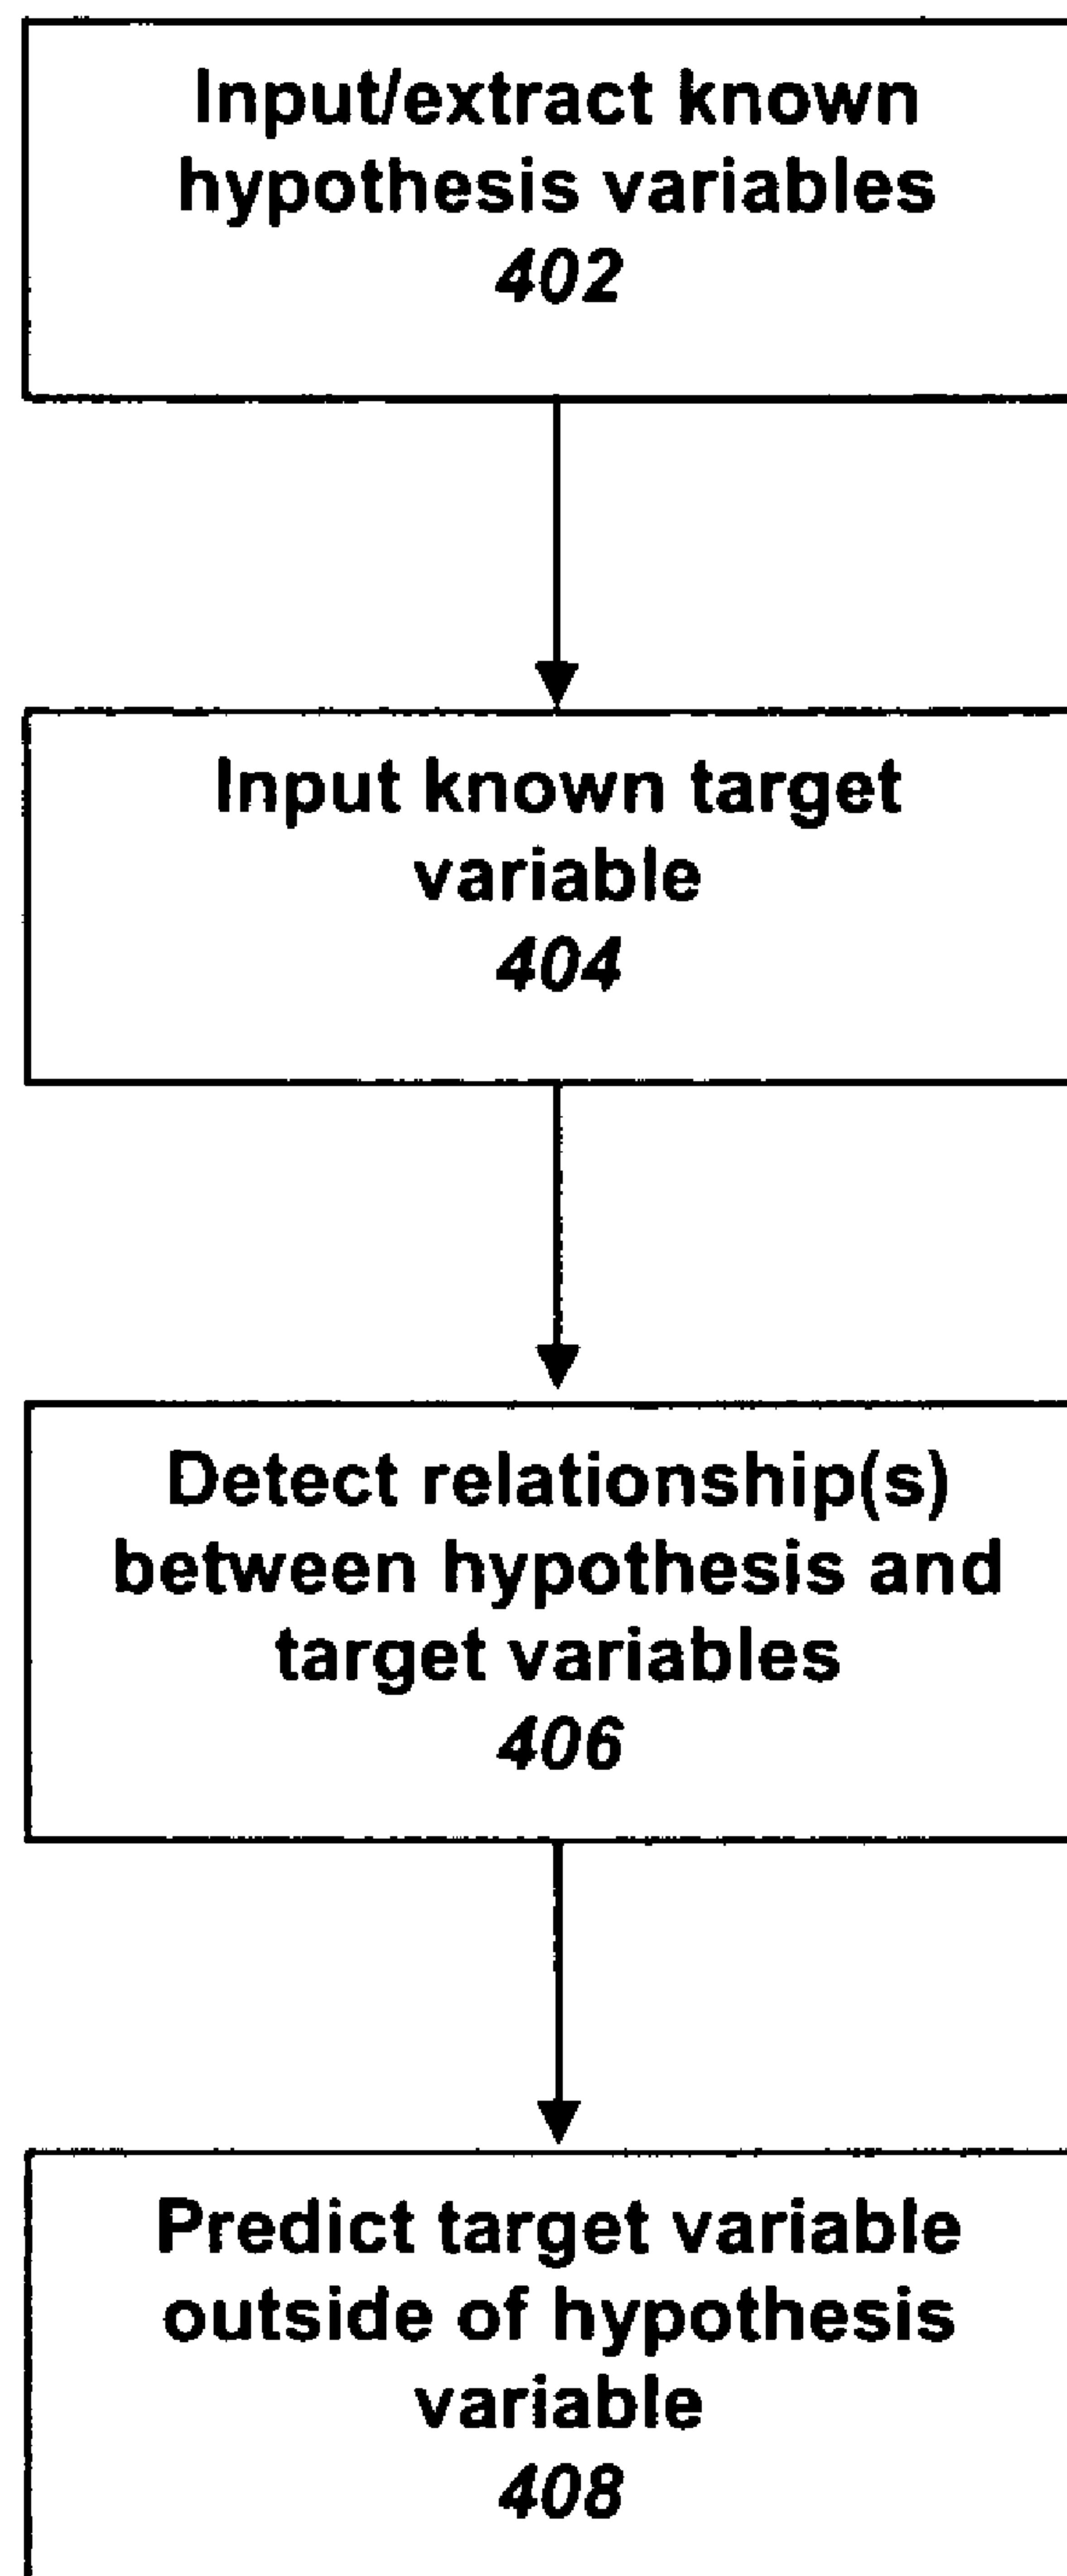 Input/extract known
hypothesis variables
402
Input known target
variable
404
Detect relationship(s)
between hypothesis and
target variables
406
Predict target variable
outside of hypothesis
variable
408